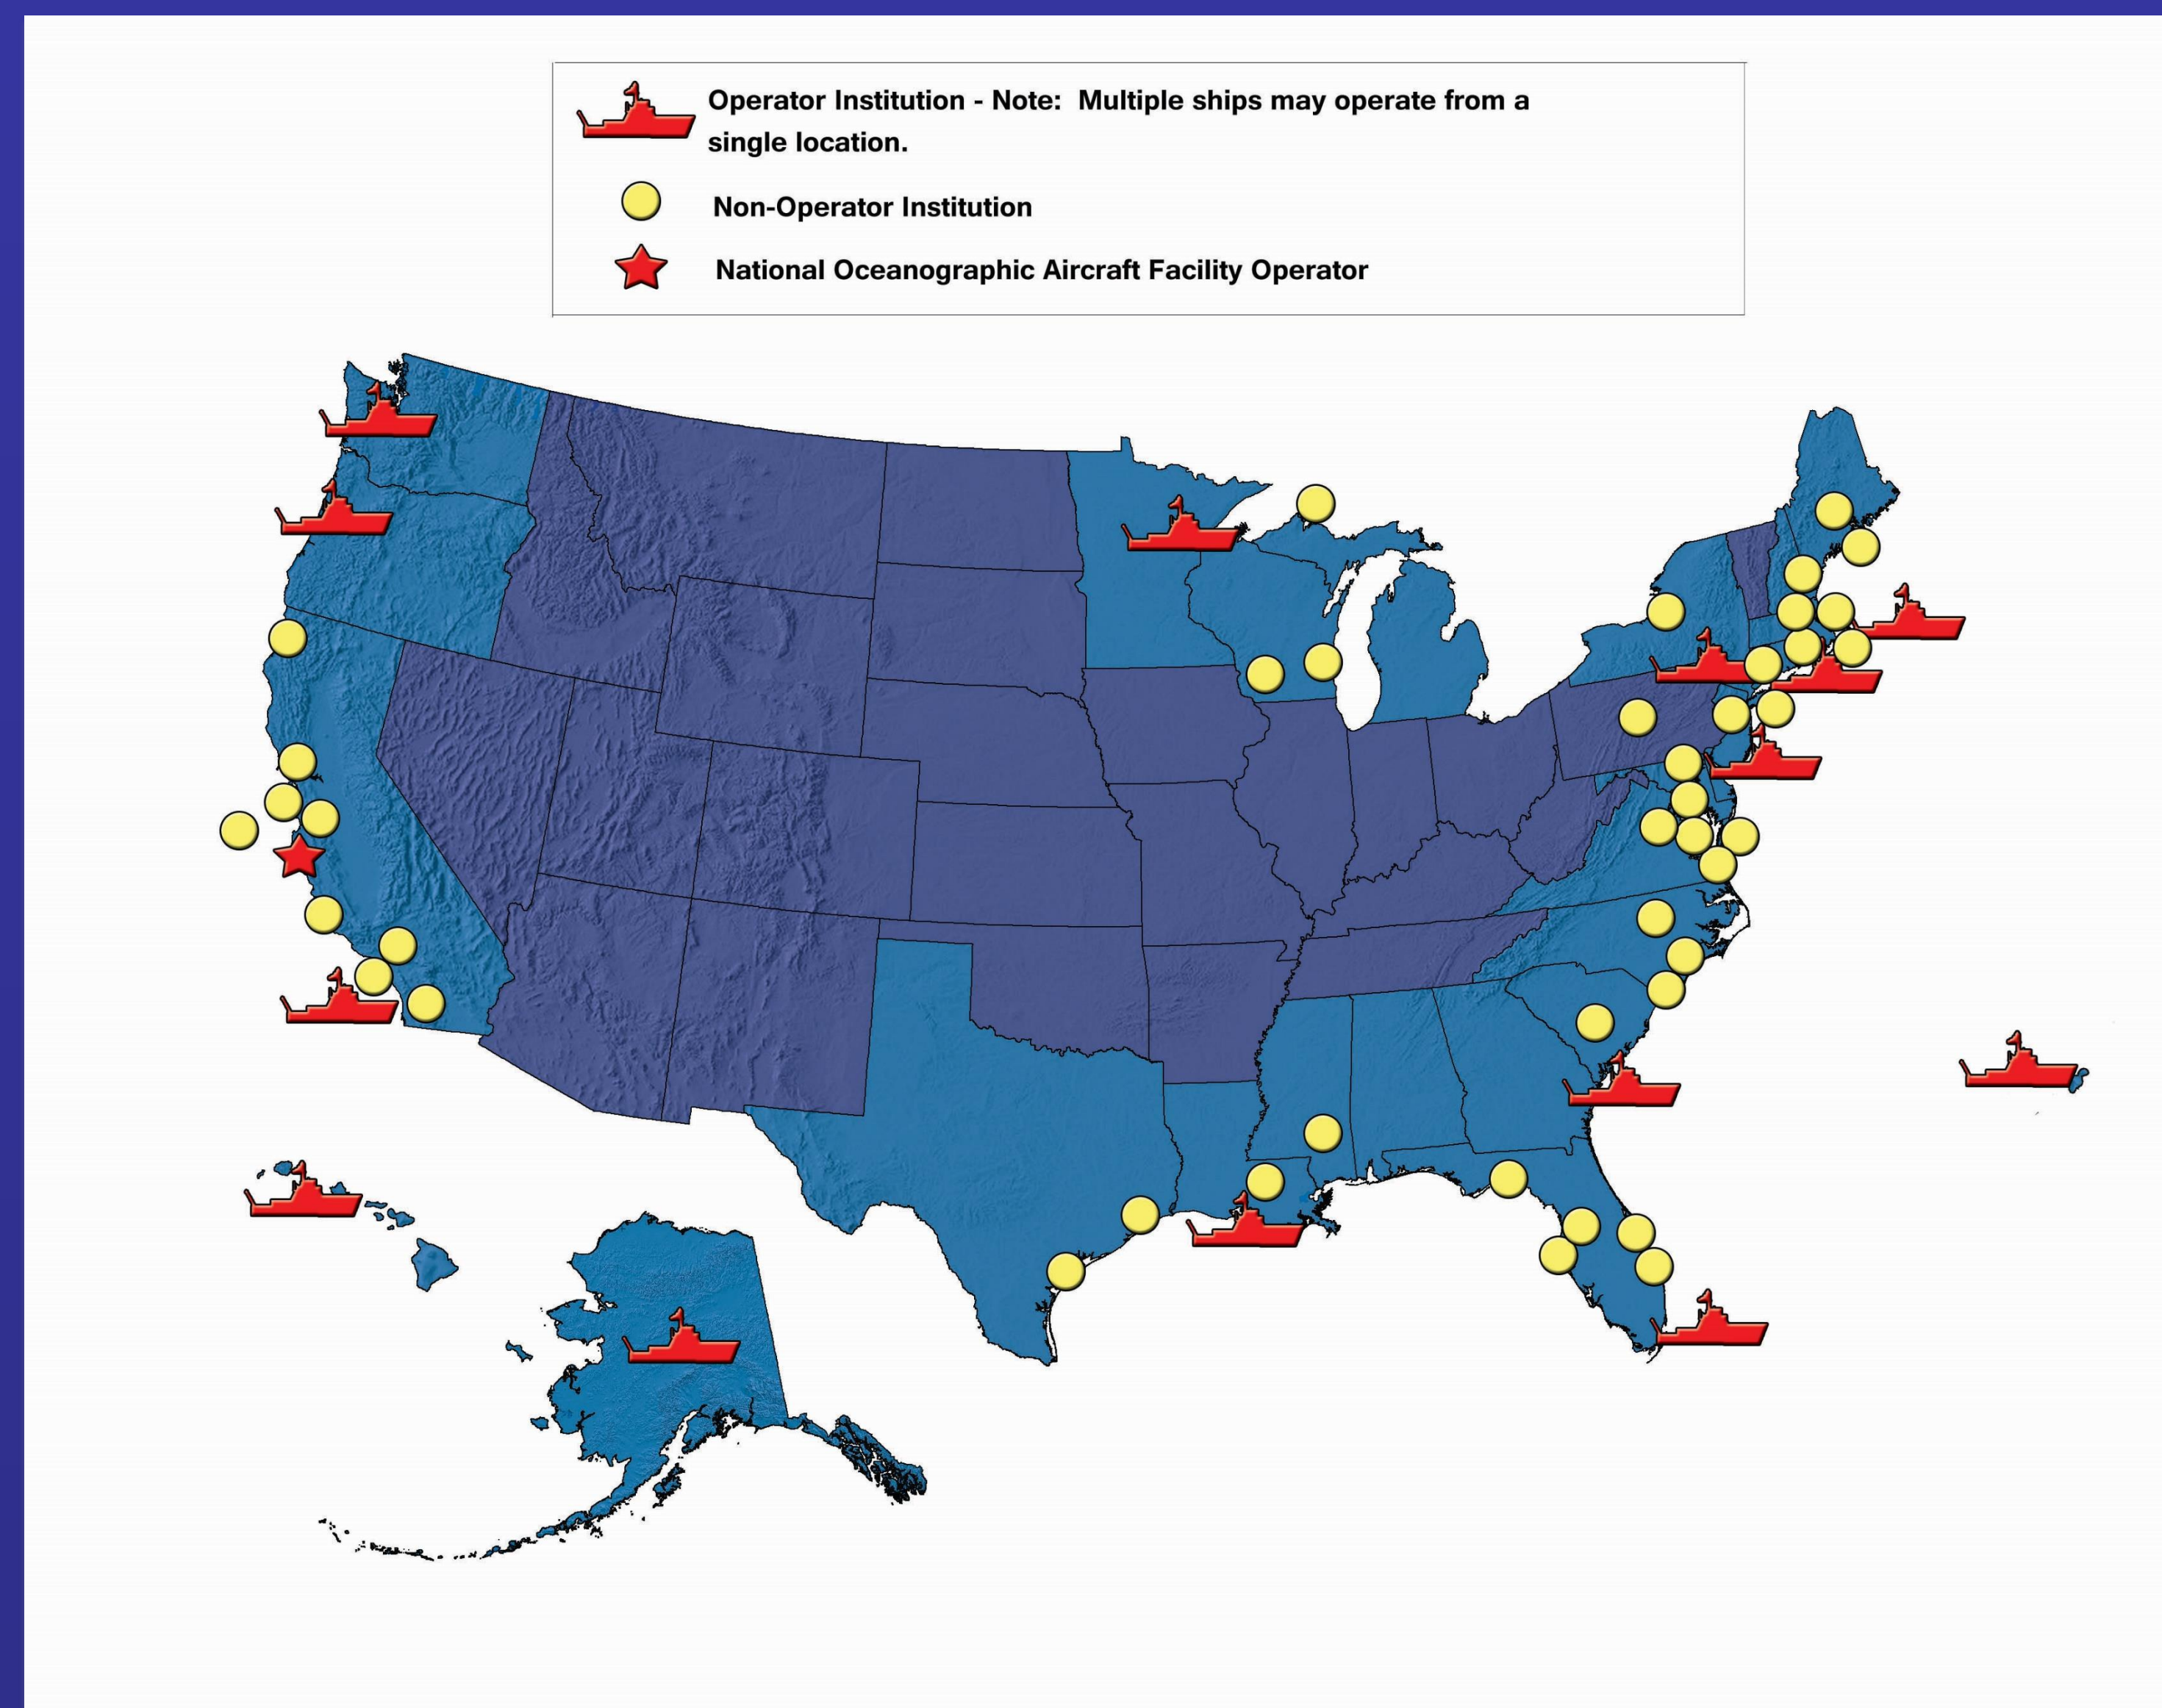 Operator Institution - Note: Multiple ships may operate from a
single location.
Non-Operator Institution
National Oceanographic Aircraft Facility Operator